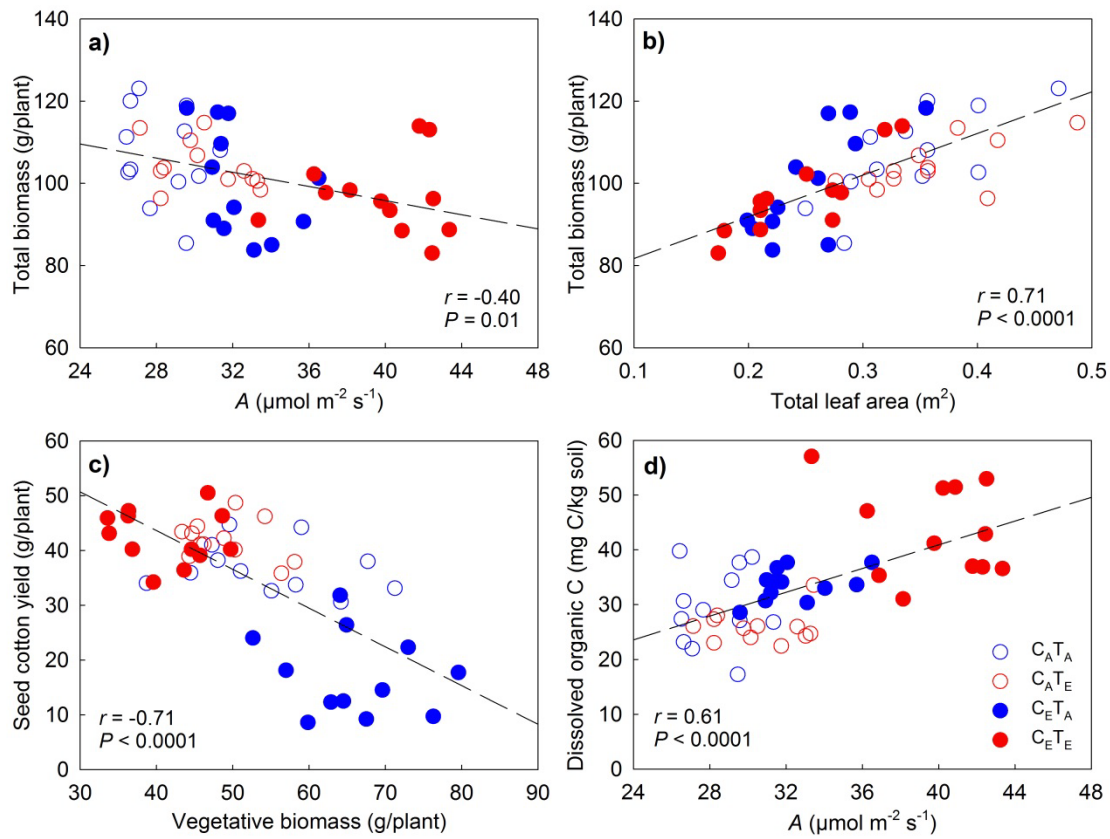 a)
Total biomass (g/plant)
140
120
100
80
60
24 28 32 36 40 44 48
A (µmol m⁻² s⁻¹)
r = -0.40
P = 0.01
b)
Total biomass (g/plant)
140
120
100
80
60
0.1 0.2 0.3 0.4 0.5
Total leaf area (m²)
r = 0.71
P < 0.0001
c)
Seed cotton yield (g/plant)
60
50
40
30
20
10
0
30 40 50 60 70 80 90
Vegetative biomass (g/plant)
r = -0.71
P < 0.0001
d)
Dissolved organic C (mg C/kg soil)
60
50
40
30
20
10
0
24 28 32 36 40 44 48
A (µmol m⁻² s⁻¹)
r = 0.61
P < 0.0001
C_AT_A
C_AT_E
C_ET_A
C_ET_E